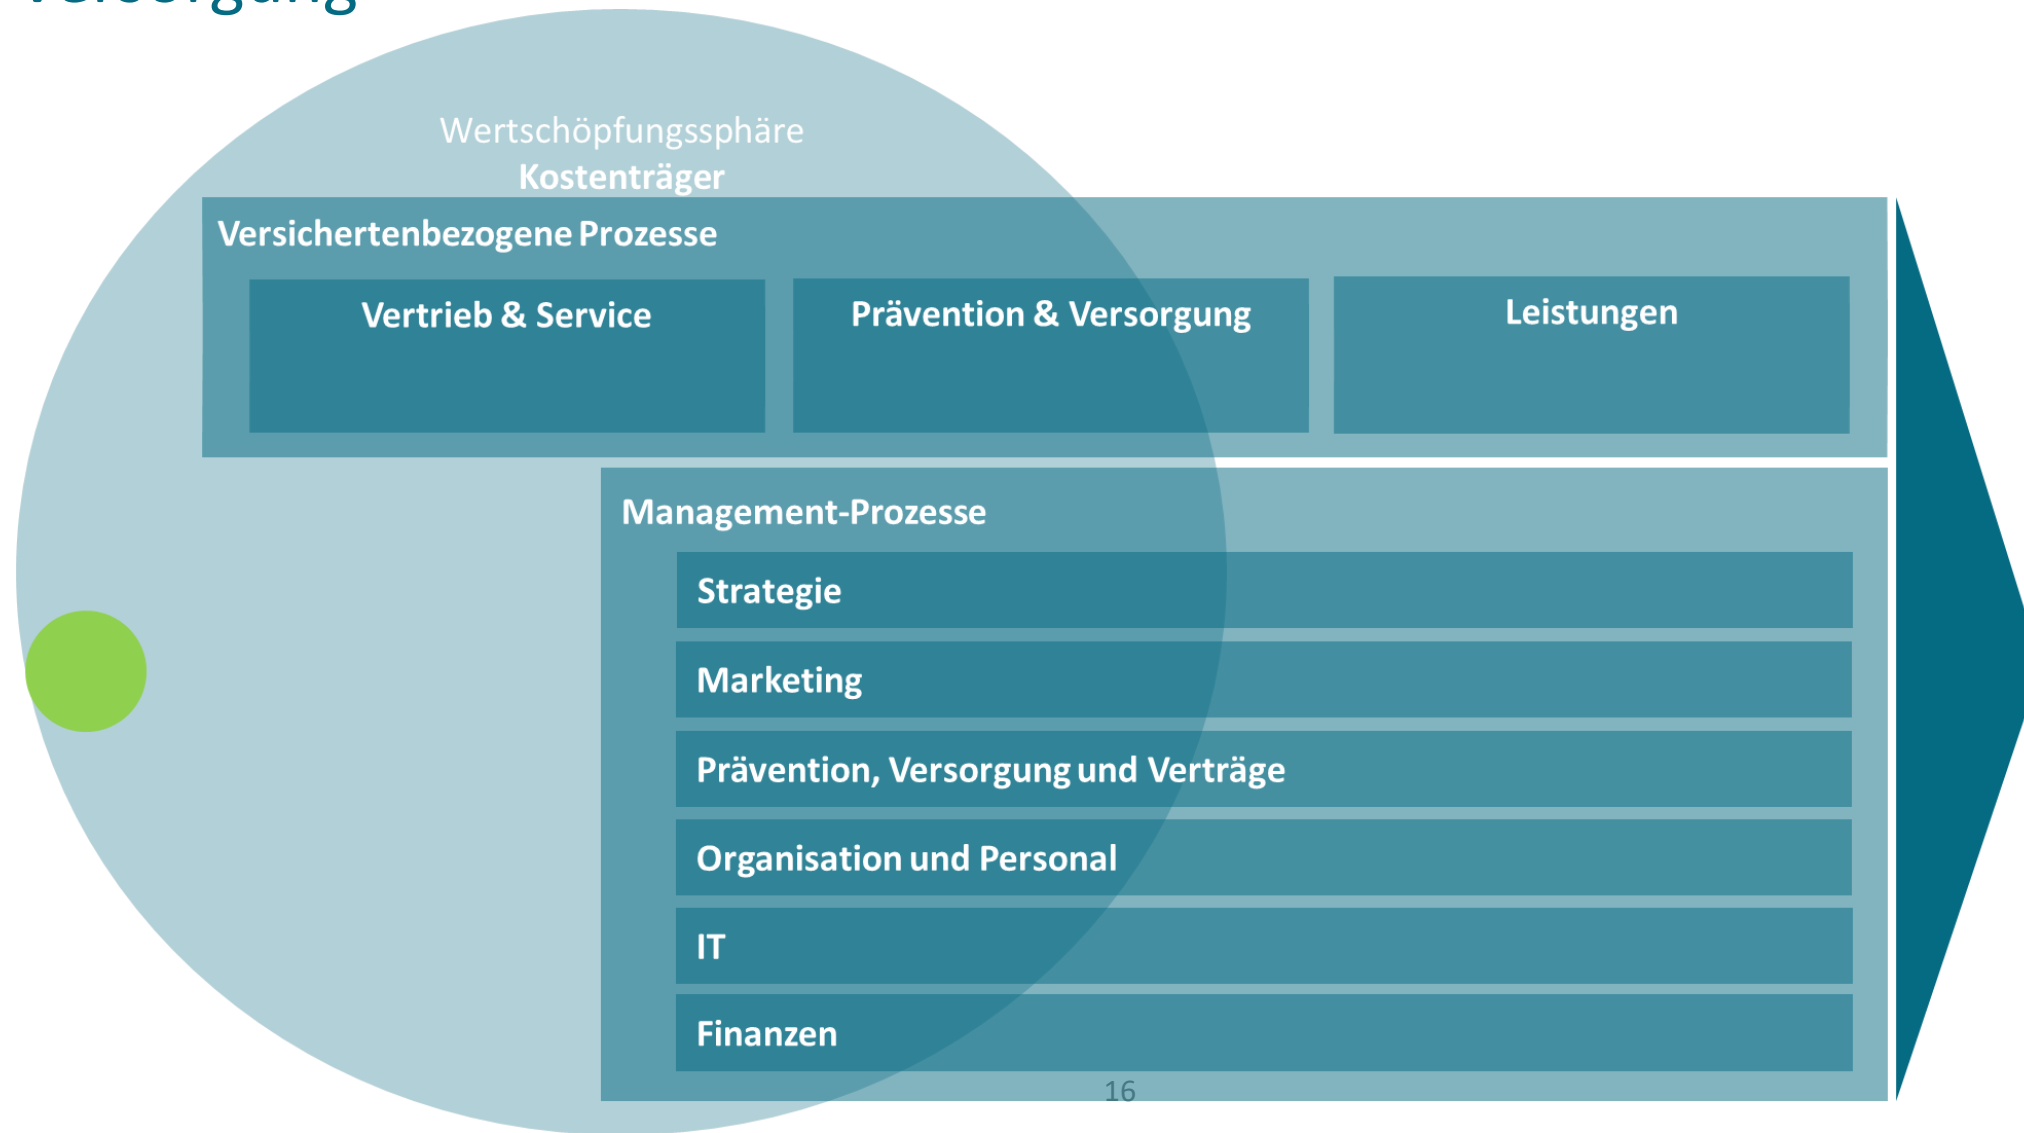 Wertschöpfungssphäre
Kostenträger
Versichertenbezogene Prozesse
Vertrieb & Service
Prävention & Versorgung
Leistungen
Management-Prozesse
Strategie
Marketing
Prävention, Versorgung und Verträge
Organisation und Personal
IT
Finanzen
16